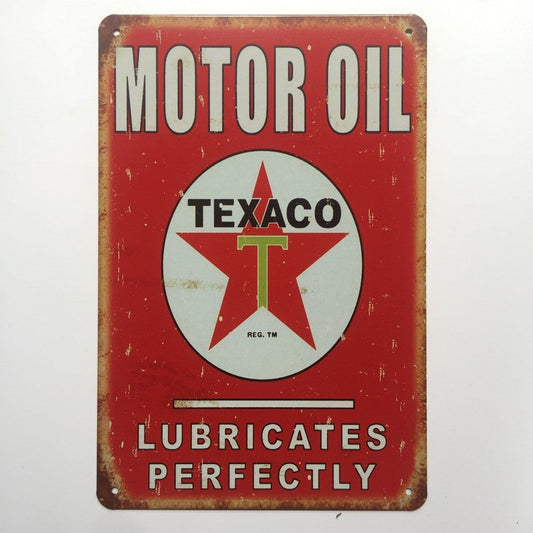 MOTOR OIL
TEXACO
T
REG. TM
LUBRICATES
PERFECTLY